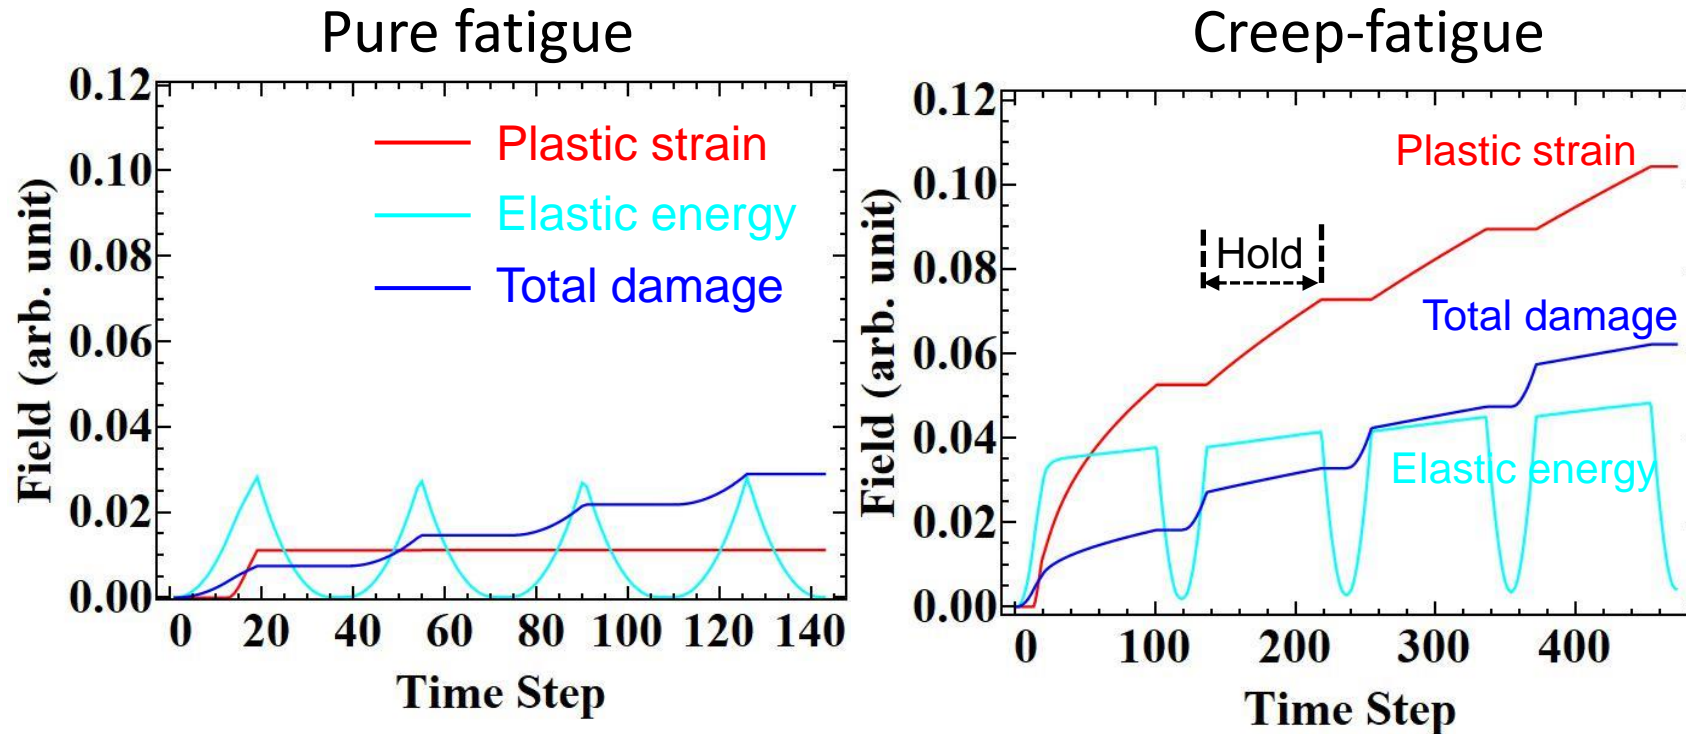 Pure fatigue
0.12
0.10
0.08
0.06
0.04
0.02
0.00
Field (arb. unit)
Plastic strain
Elastic energy
Total damage
0 20 40 60 80 100 120 140
Time Step
Creep-fatigue
0.12
0.10
0.08
0.06
0.04
0.02
0.00
Field (arb. unit)
Plastic strain
Hold
Total damage
Elastic energy
0 100 200 300 400
Time Step